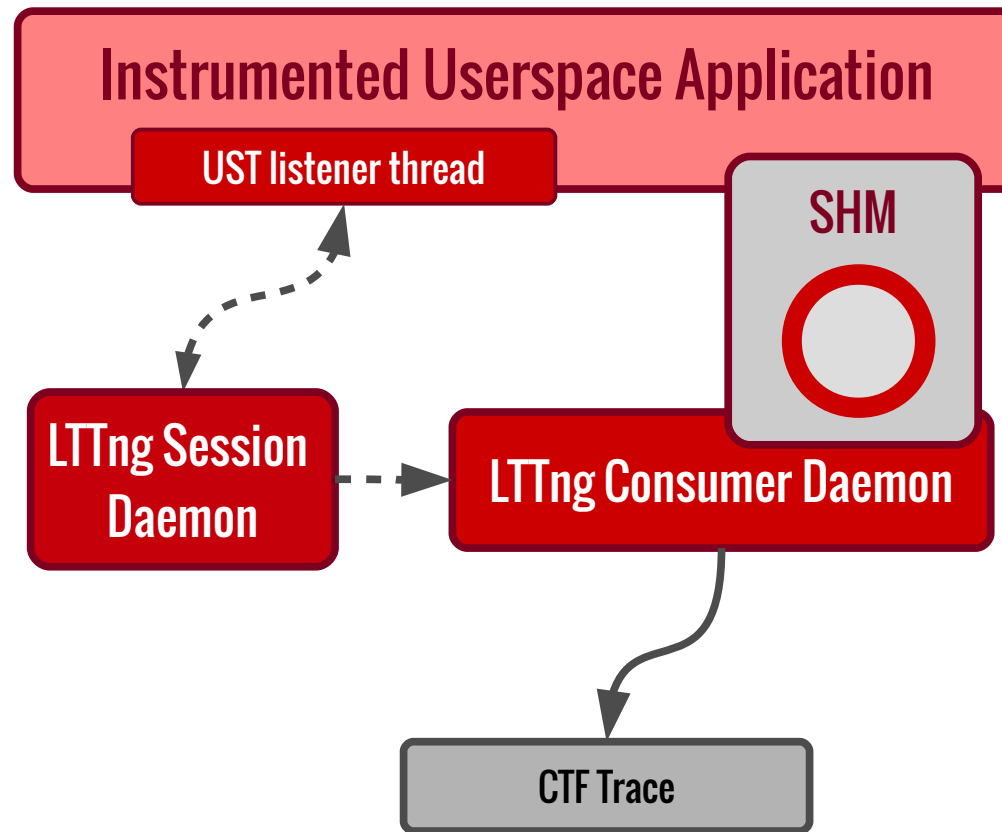 Instrumented Userspace Application
UST listener thread
SHM
LTTng Session
Daemon
LTTng Consumer Daemon
CTF Trace